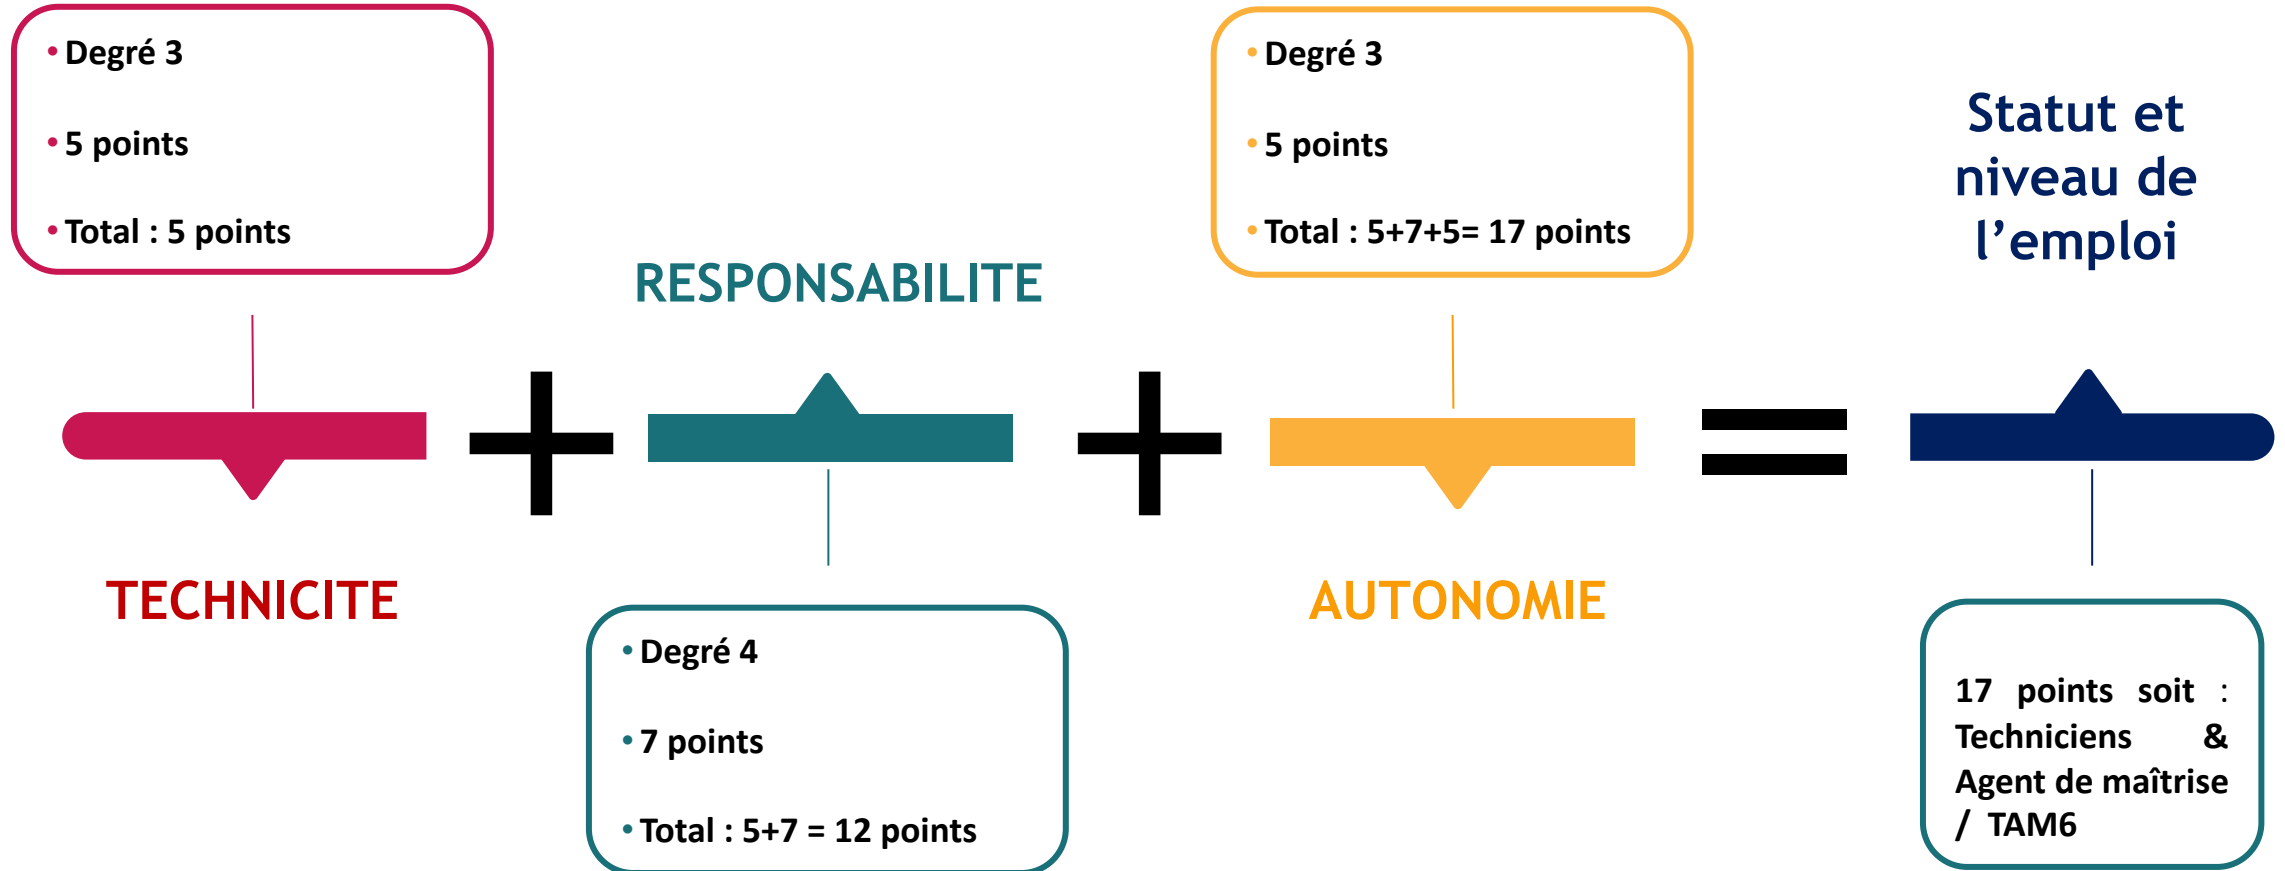 • Degré 3
• 5 points
• Total : 5 points
TECHNICITE
RESPONSABILITE
• Degré 4
• 7 points
• Total : 5+7 = 12 points
• Degré 3
• 5 points
• Total : 5+7+5= 17 points
AUTONOMIE
Statut et
niveau de
l’emploi
17 points soit :
Techniciens &
Agent de maîtrise
/ TAM6